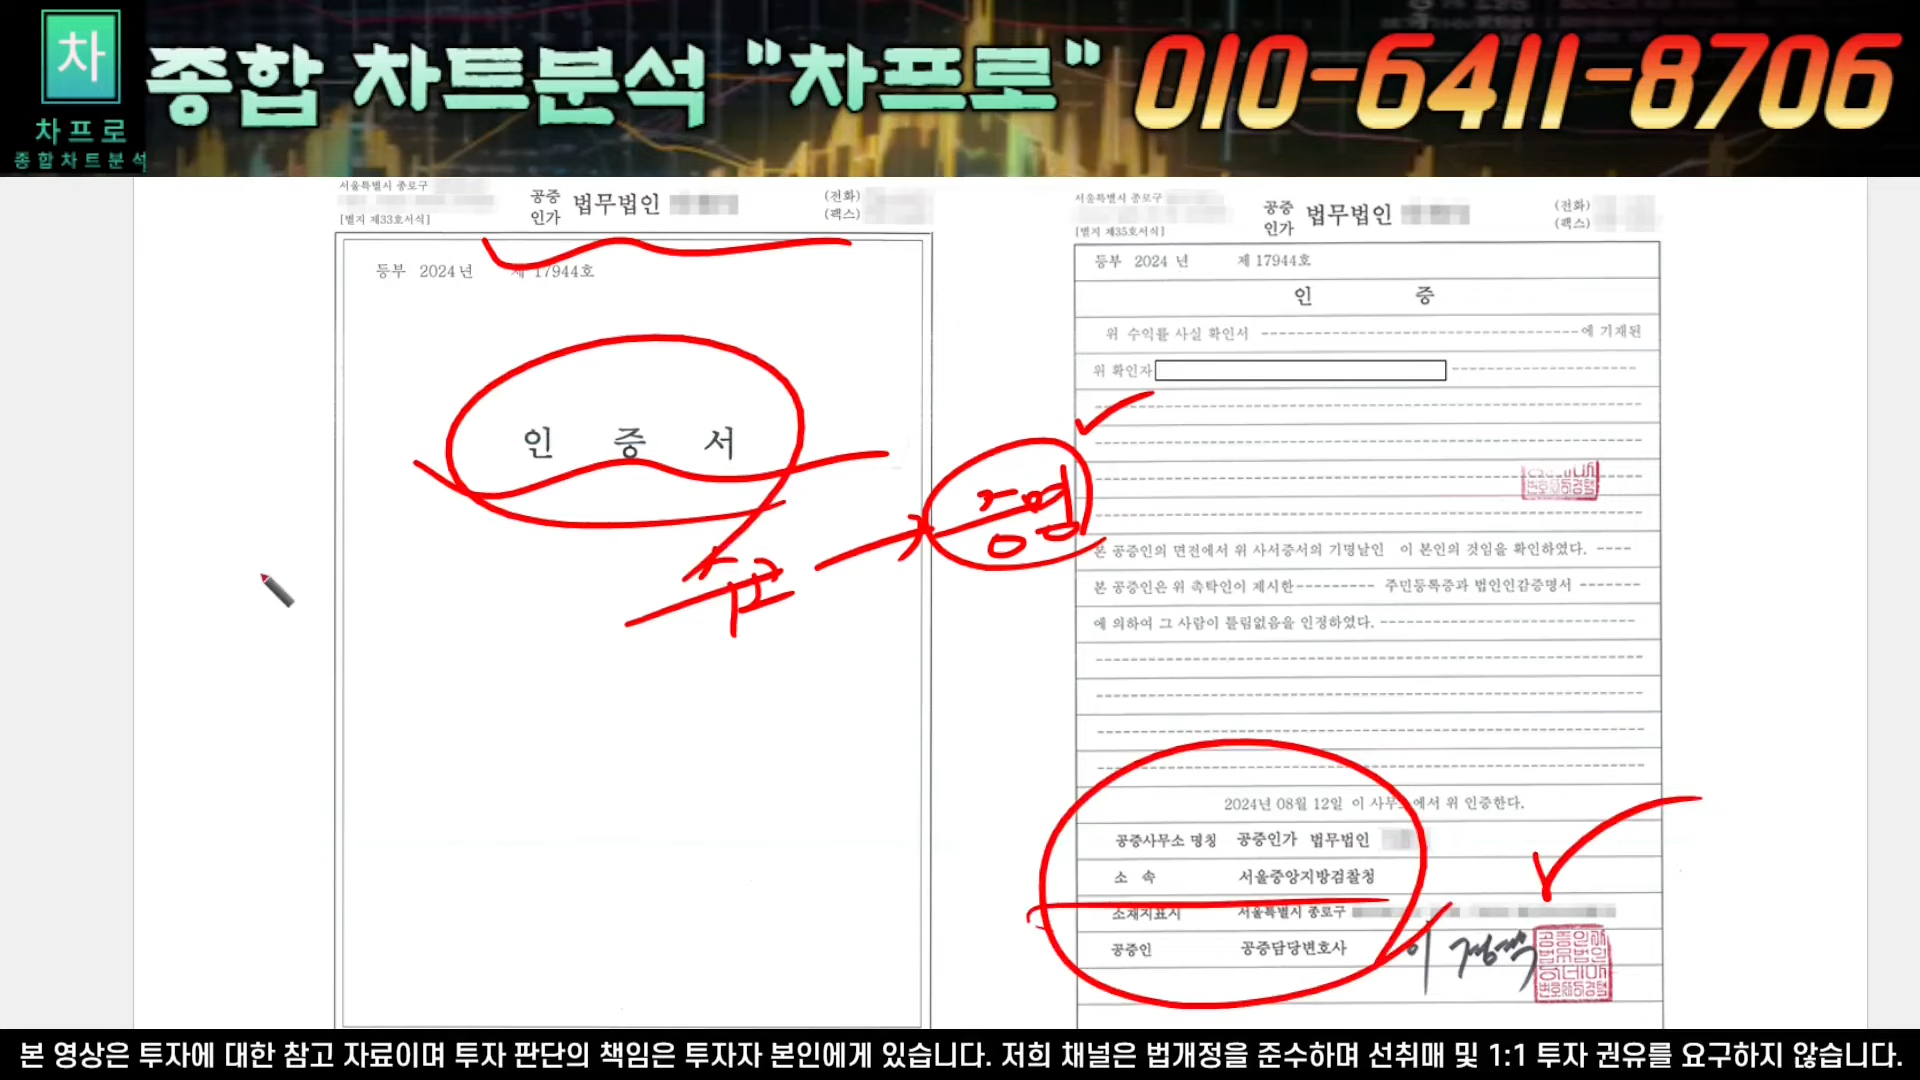 차
차프로
종합차트분석
종합 차트분석 "차프로" 010-6411-8706
서울특별시 종로구
[별지 제33호서식]
공증
인가
법무법인
(전화)
(팩스)
등부 2024년 제 17944호
인 증 서
증명
서울특별시 종로구
[별지 제35호서식]
공증
인가
법무법인
(전화)
(팩스)
등부 2024 년 제 17944호
인 증
위 수익률 사실 확인서 에 기재된
위 확인자
본 공증인의 면전에서 위 사서증서의 기명날인 이 본인의 것임을 확인하였다.
본 공증인은 위 촉탁인이 제시한 주민등록증과 법인인감증명서
에 의하여 그 사람이 틀림없음을 인정하였다.
2024년 08월 12일 이 사무소에서 위 인증한다.
공증사무소 명칭 공증인가 법무법인
소 속 서울중앙지방검찰청
소재지표시 서울특별시 종로구
공증인 공증담당변호사
본 영상은 투자에 대한 참고 자료이며 투자 판단의 책임은 투자자 본인에게 있습니다. 저희 채널은 법개정을 준수하며 선취매 및 1:1 투자 권유를 요구하지 않습니다.